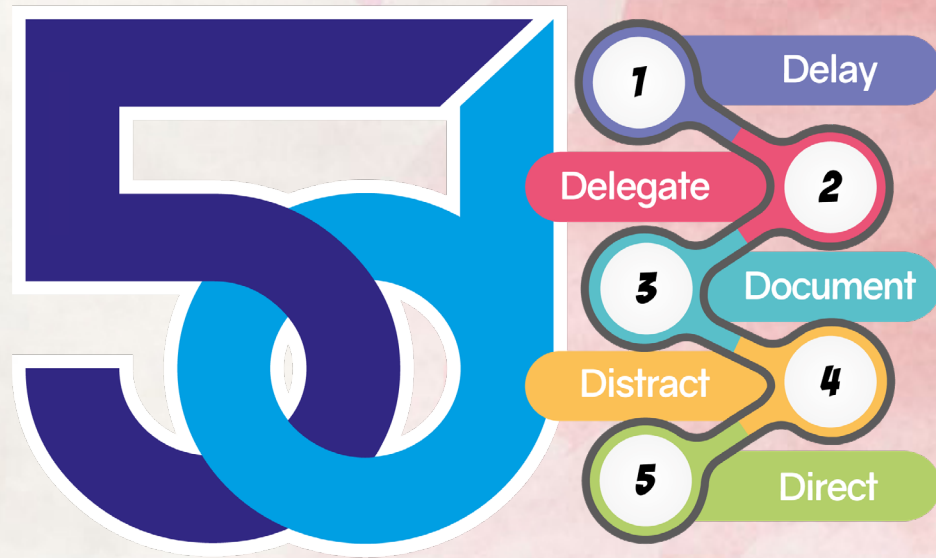 5d
1 Delay
Delegate 2
3 Document
Distract 4
5 Direct